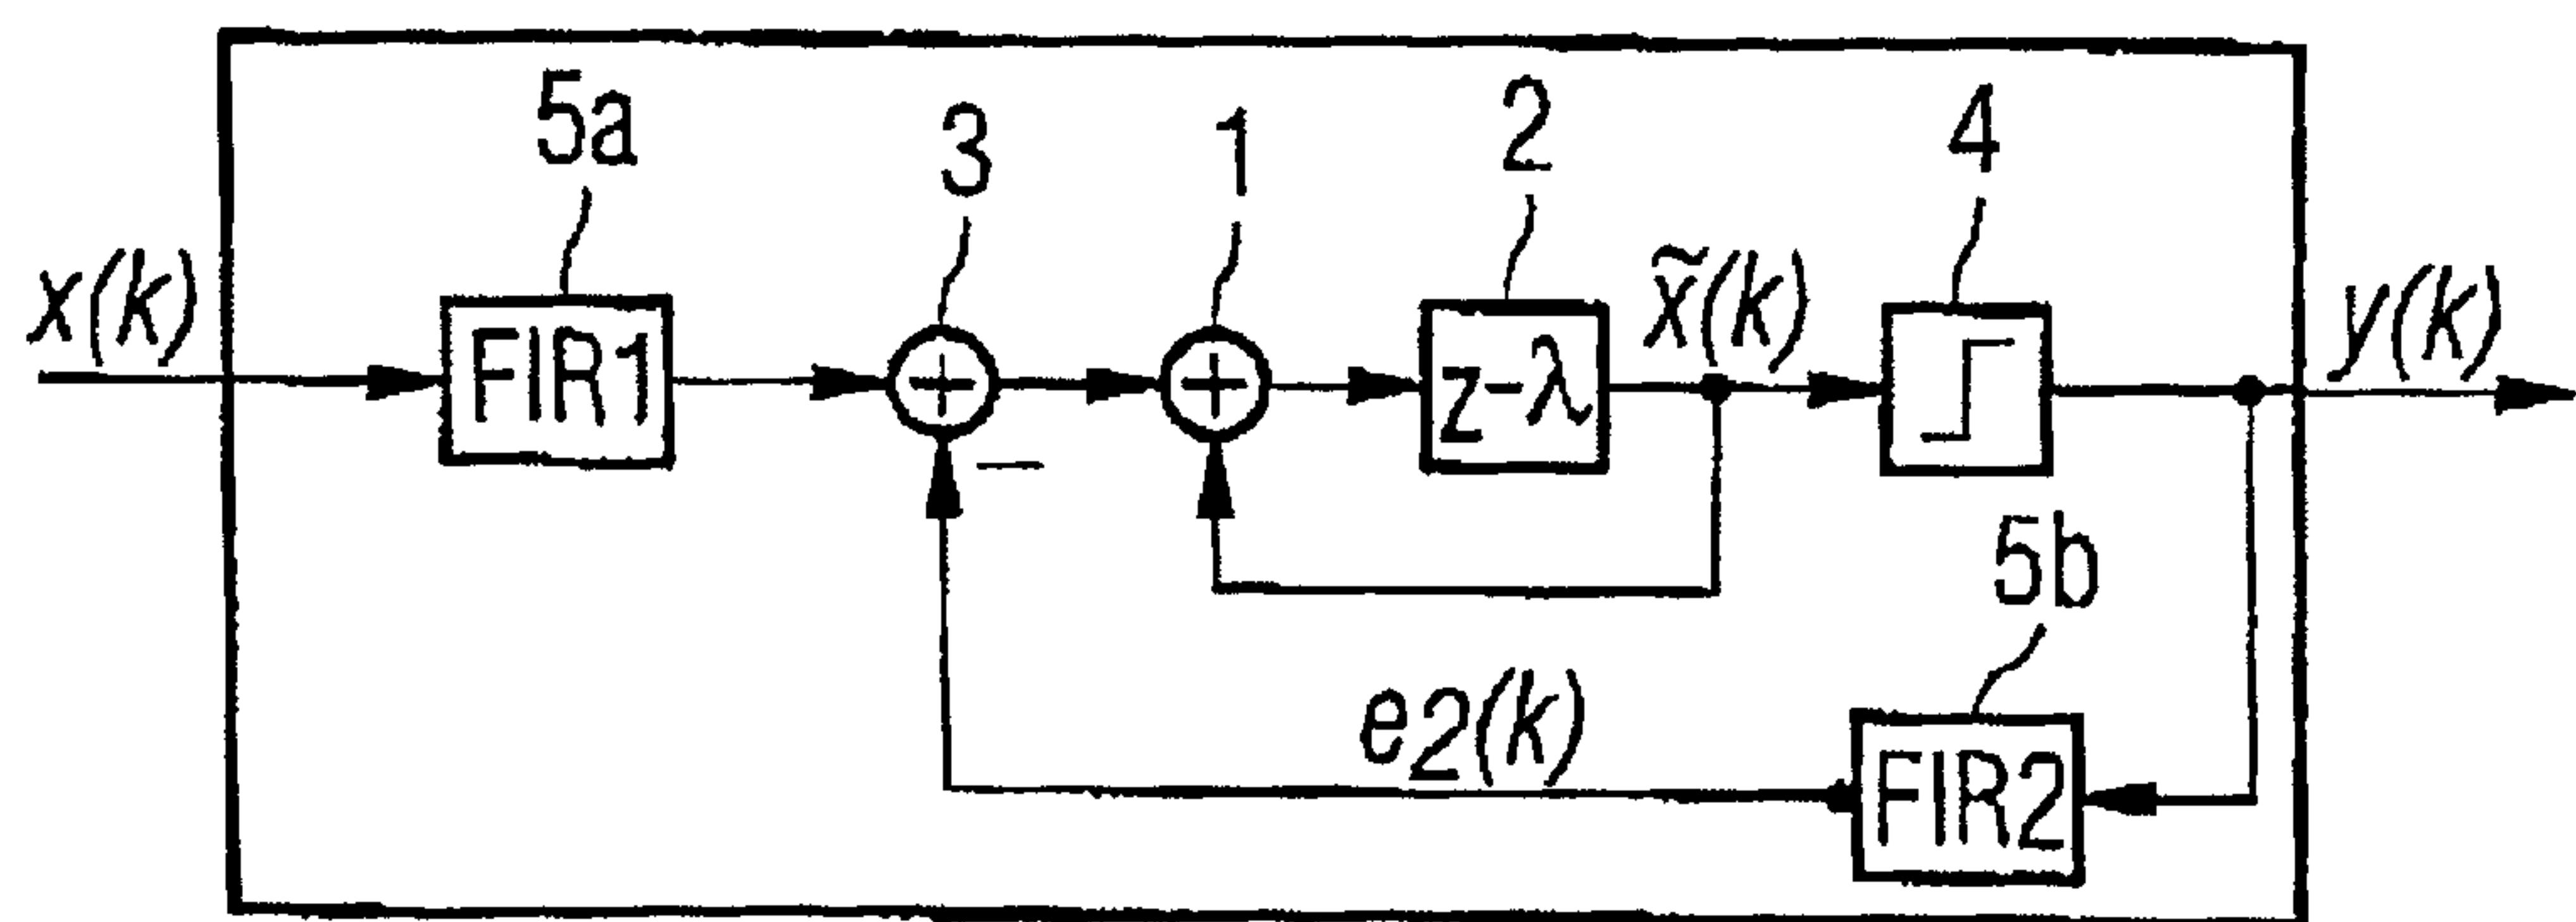 5a
3
1
2
4
x(k)
FIR1
+
+
z-λ
x̃(k)
y(k)
−
5b
e2(k)
FIR2